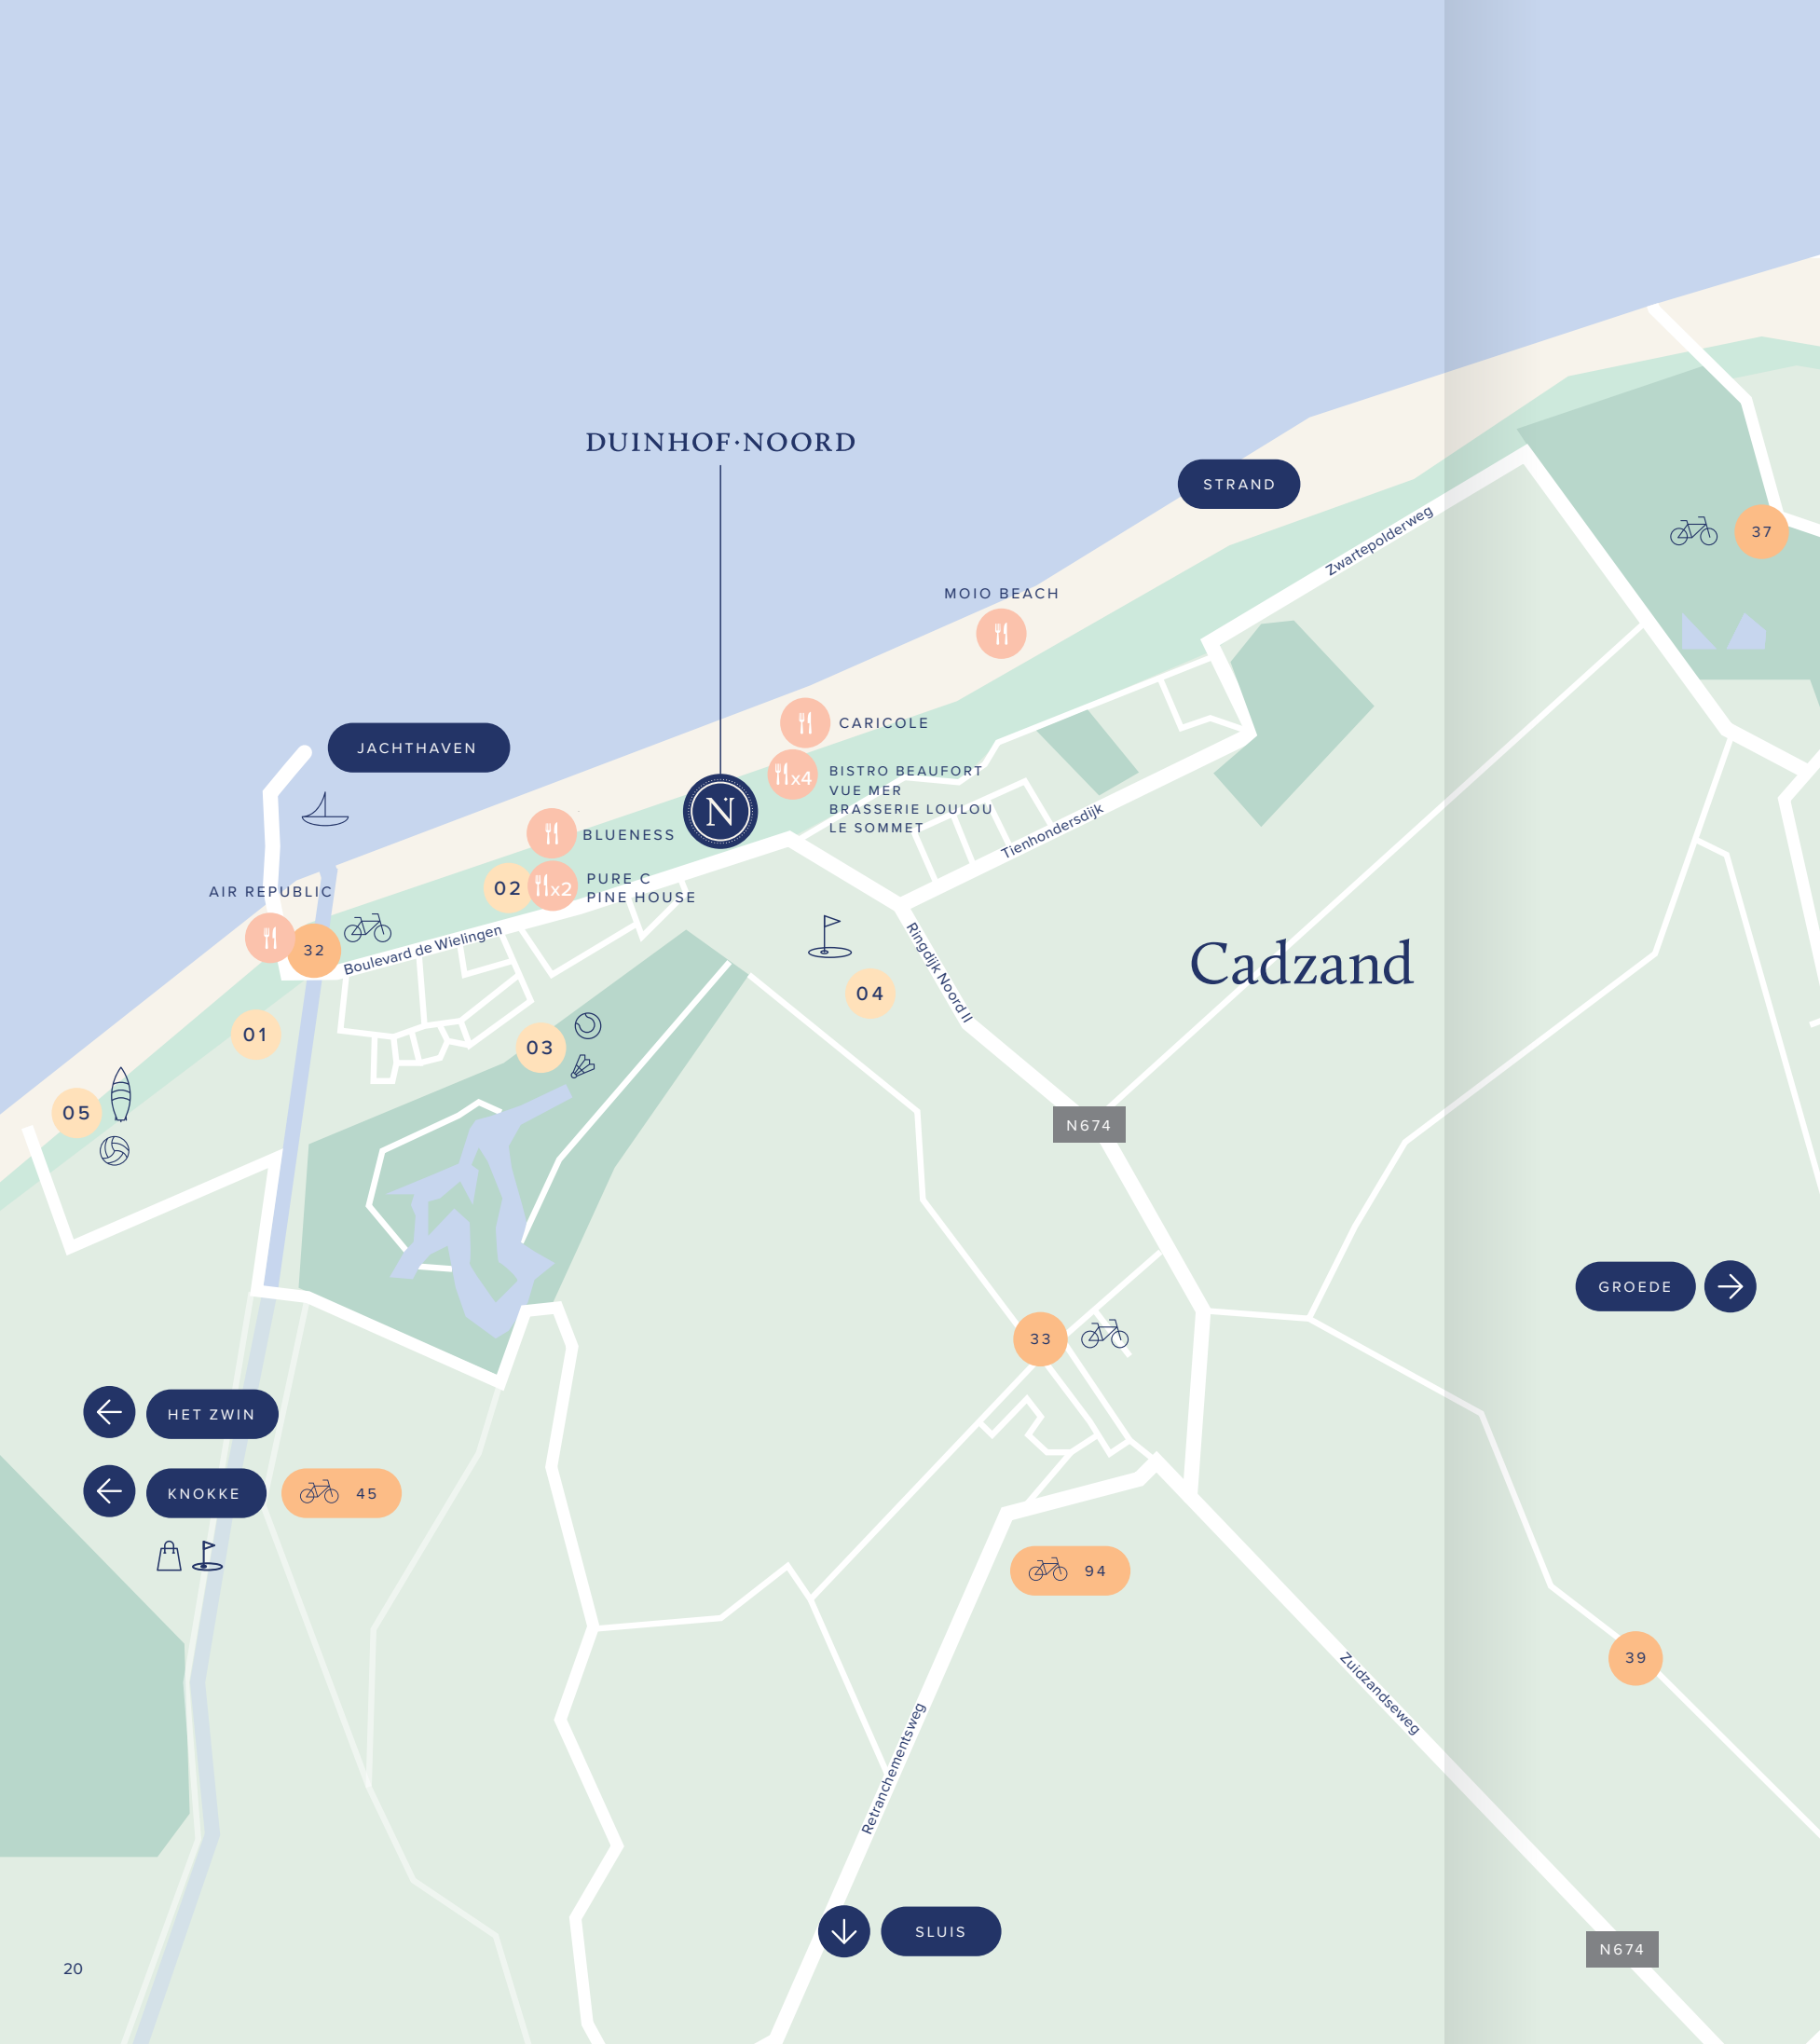 DUINHOF·NOORD
STRAND
Zwartepolderweg
37
MOIO BEACH
CARICOLE
JACHTHAVEN
x4
BISTRO BEAUFORT
VUE MER
BRASSERIE LOULOU
LE SOMMET
N
Tienhondersdijk
BLUENESS
AIR REPUBLIC
02
x2
PURE C
PINE HOUSE
32
Boulevard de Wielingen
Ringdijk Noord II
Cadzand
04
01
03
05
N674
GROEDE
33
HET ZWIN
KNOKKE
45
94
39
Zuidzandseweg
Retranchementsweg
SLUIS
N674
20